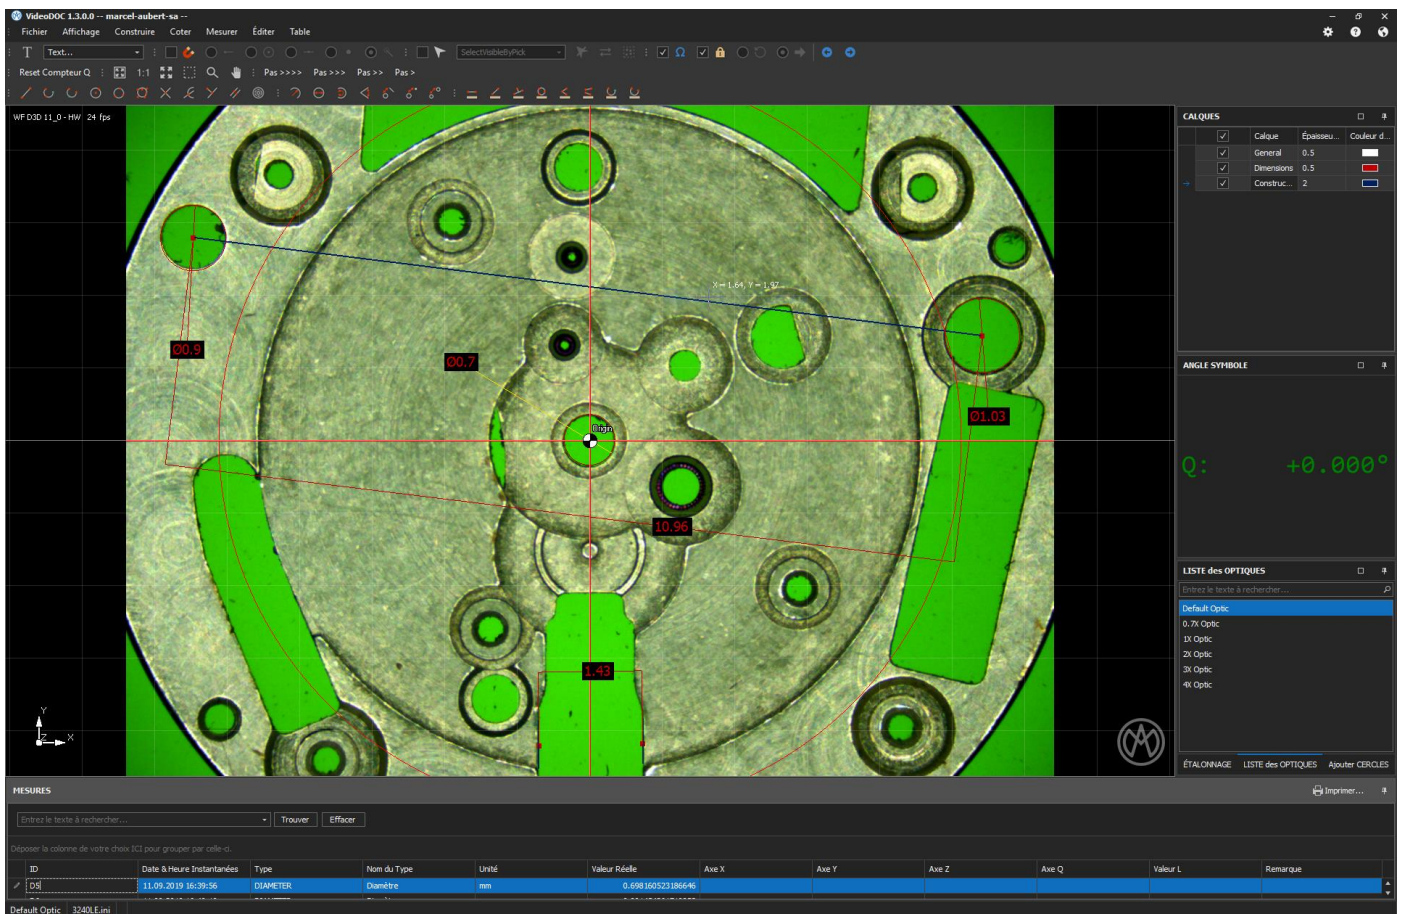 VideoDOC 1.3.0.0 -- marcel-aubert-sa --
Fichier Affichage Construire Coter Mesurer Éditer Table
T Text... SelectVisibleByPick Ω
Reset Compteur Q 1:1 Pas >>>> Pas >>> Pas >> Pas >
WF D3D 11_0 - HW 24 fps
X = 1.64, Y = 1.97
Ø0.9
Ø0.7
Ø1.03
Origin
10.96
1.43
Y
Z X
CALQUES
Calque Épaisseu... Couleur d...
General 0.5
Dimensions 0.5
Construc... 2
ANGLE SYMBOLE
Q: +0.000°
LISTE des OPTIQUES
Entrez le texte à rechercher...
Default Optic
0.7X Optic
1X Optic
2X Optic
3X Optic
4X Optic
ÉTALONNAGE LISTE des OPTIQUES Ajouter CERCLES
MESURES Imprimer...
Entrez le texte à rechercher... Trouver Effacer
Déposer la colonne de votre choix ICI pour grouper par celle-ci.
ID Date & Heure Instantanées Type Nom du Type Unité Valeur Réelle Axe X Axe Y Axe Z Axe Q Valeur L Remarque
D5 11.09.2019 16:39:56 DIAMETER Diamètre mm 0.698160523186646
Default Optic 3240LE.ini